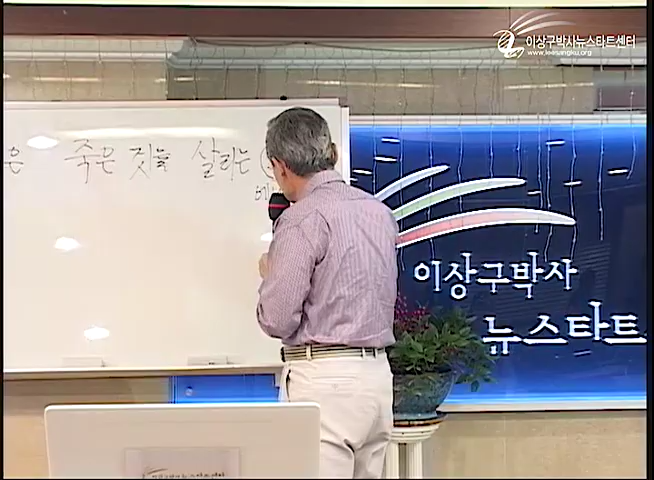 이상구박사뉴스타트센터
www.leesangku.org
은 죽은 것을 살리는
이상구박사
뉴스타트